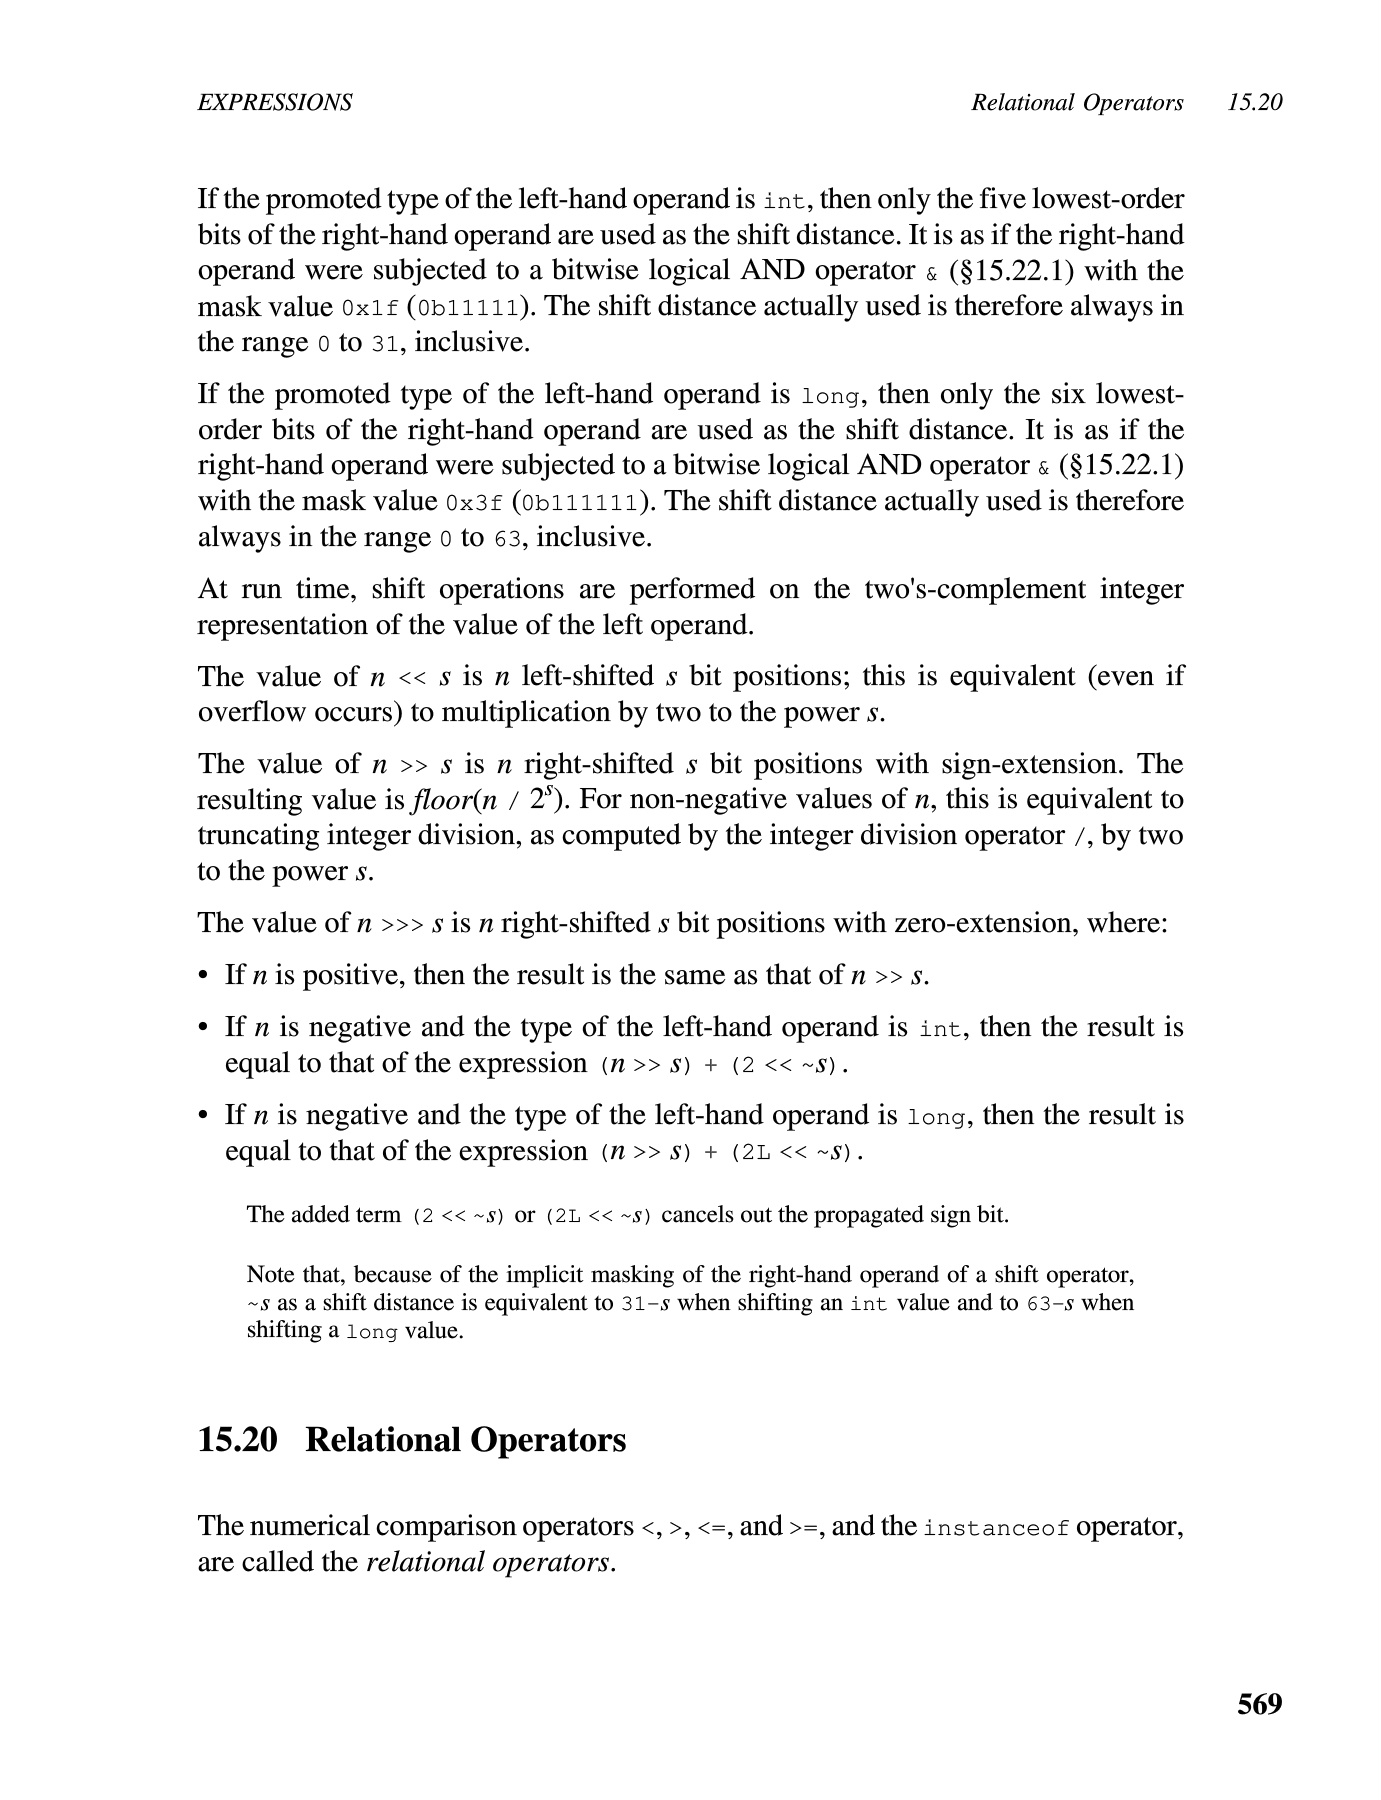 EXPRESSIONS Relational Operators 15.20
If the promoted type of the left-hand operand is int, then only the five lowest-order
bits of the right-hand operand are used as the shift distance. It is as if the right-hand
operand were subjected to a bitwise logical AND operator & (§15.22.1) with the
mask value 0x1f (0b11111). The shift distance actually used is therefore always in
the range 0 to 31, inclusive.
If the promoted type of the left-hand operand is long, then only the six lowest-
order bits of the right-hand operand are used as the shift distance. It is as if the
right-hand operand were subjected to a bitwise logical AND operator & (§15.22.1)
with the mask value 0x3f (0b111111). The shift distance actually used is therefore
always in the range 0 to 63, inclusive.
At run time, shift operations are performed on the two's-complement integer
representation of the value of the left operand.
The value of n << s is n left-shifted s bit positions; this is equivalent (even if
overflow occurs) to multiplication by two to the power s.
The value of n >> s is n right-shifted s bit positions with sign-extension. The
resulting value is floor(n / 2ˢ). For non-negative values of n, this is equivalent to
truncating integer division, as computed by the integer division operator /, by two
to the power s.
The value of n >>> s is n right-shifted s bit positions with zero-extension, where:
• If n is positive, then the result is the same as that of n >> s.
• If n is negative and the type of the left-hand operand is int, then the result is
equal to that of the expression (n >> s) + (2 << ~s).
• If n is negative and the type of the left-hand operand is long, then the result is
equal to that of the expression (n >> s) + (2L << ~s).
The added term (2 << ~s) or (2L << ~s) cancels out the propagated sign bit.
Note that, because of the implicit masking of the right-hand operand of a shift operator,
~s as a shift distance is equivalent to 31-s when shifting an int value and to 63-s when
shifting a long value.
15.20 Relational Operators
The numerical comparison operators <, >, <=, and >=, and the instanceof operator,
are called the relational operators.
569